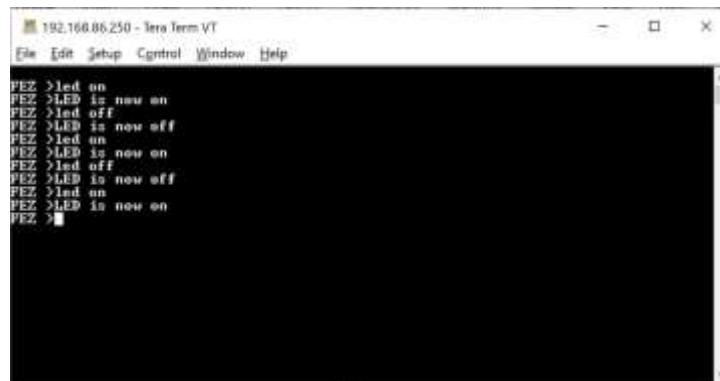 192.168.86.250 - Tera Term VT
File Edit Setup Control Window Help
FEZ >led on
FEZ >LED is now on
FEZ >led off
FEZ >LED is now off
FEZ >led on
FEZ >LED is now on
FEZ >led off
FEZ >LED is now off
FEZ >led on
FEZ >LED is now on
FEZ >